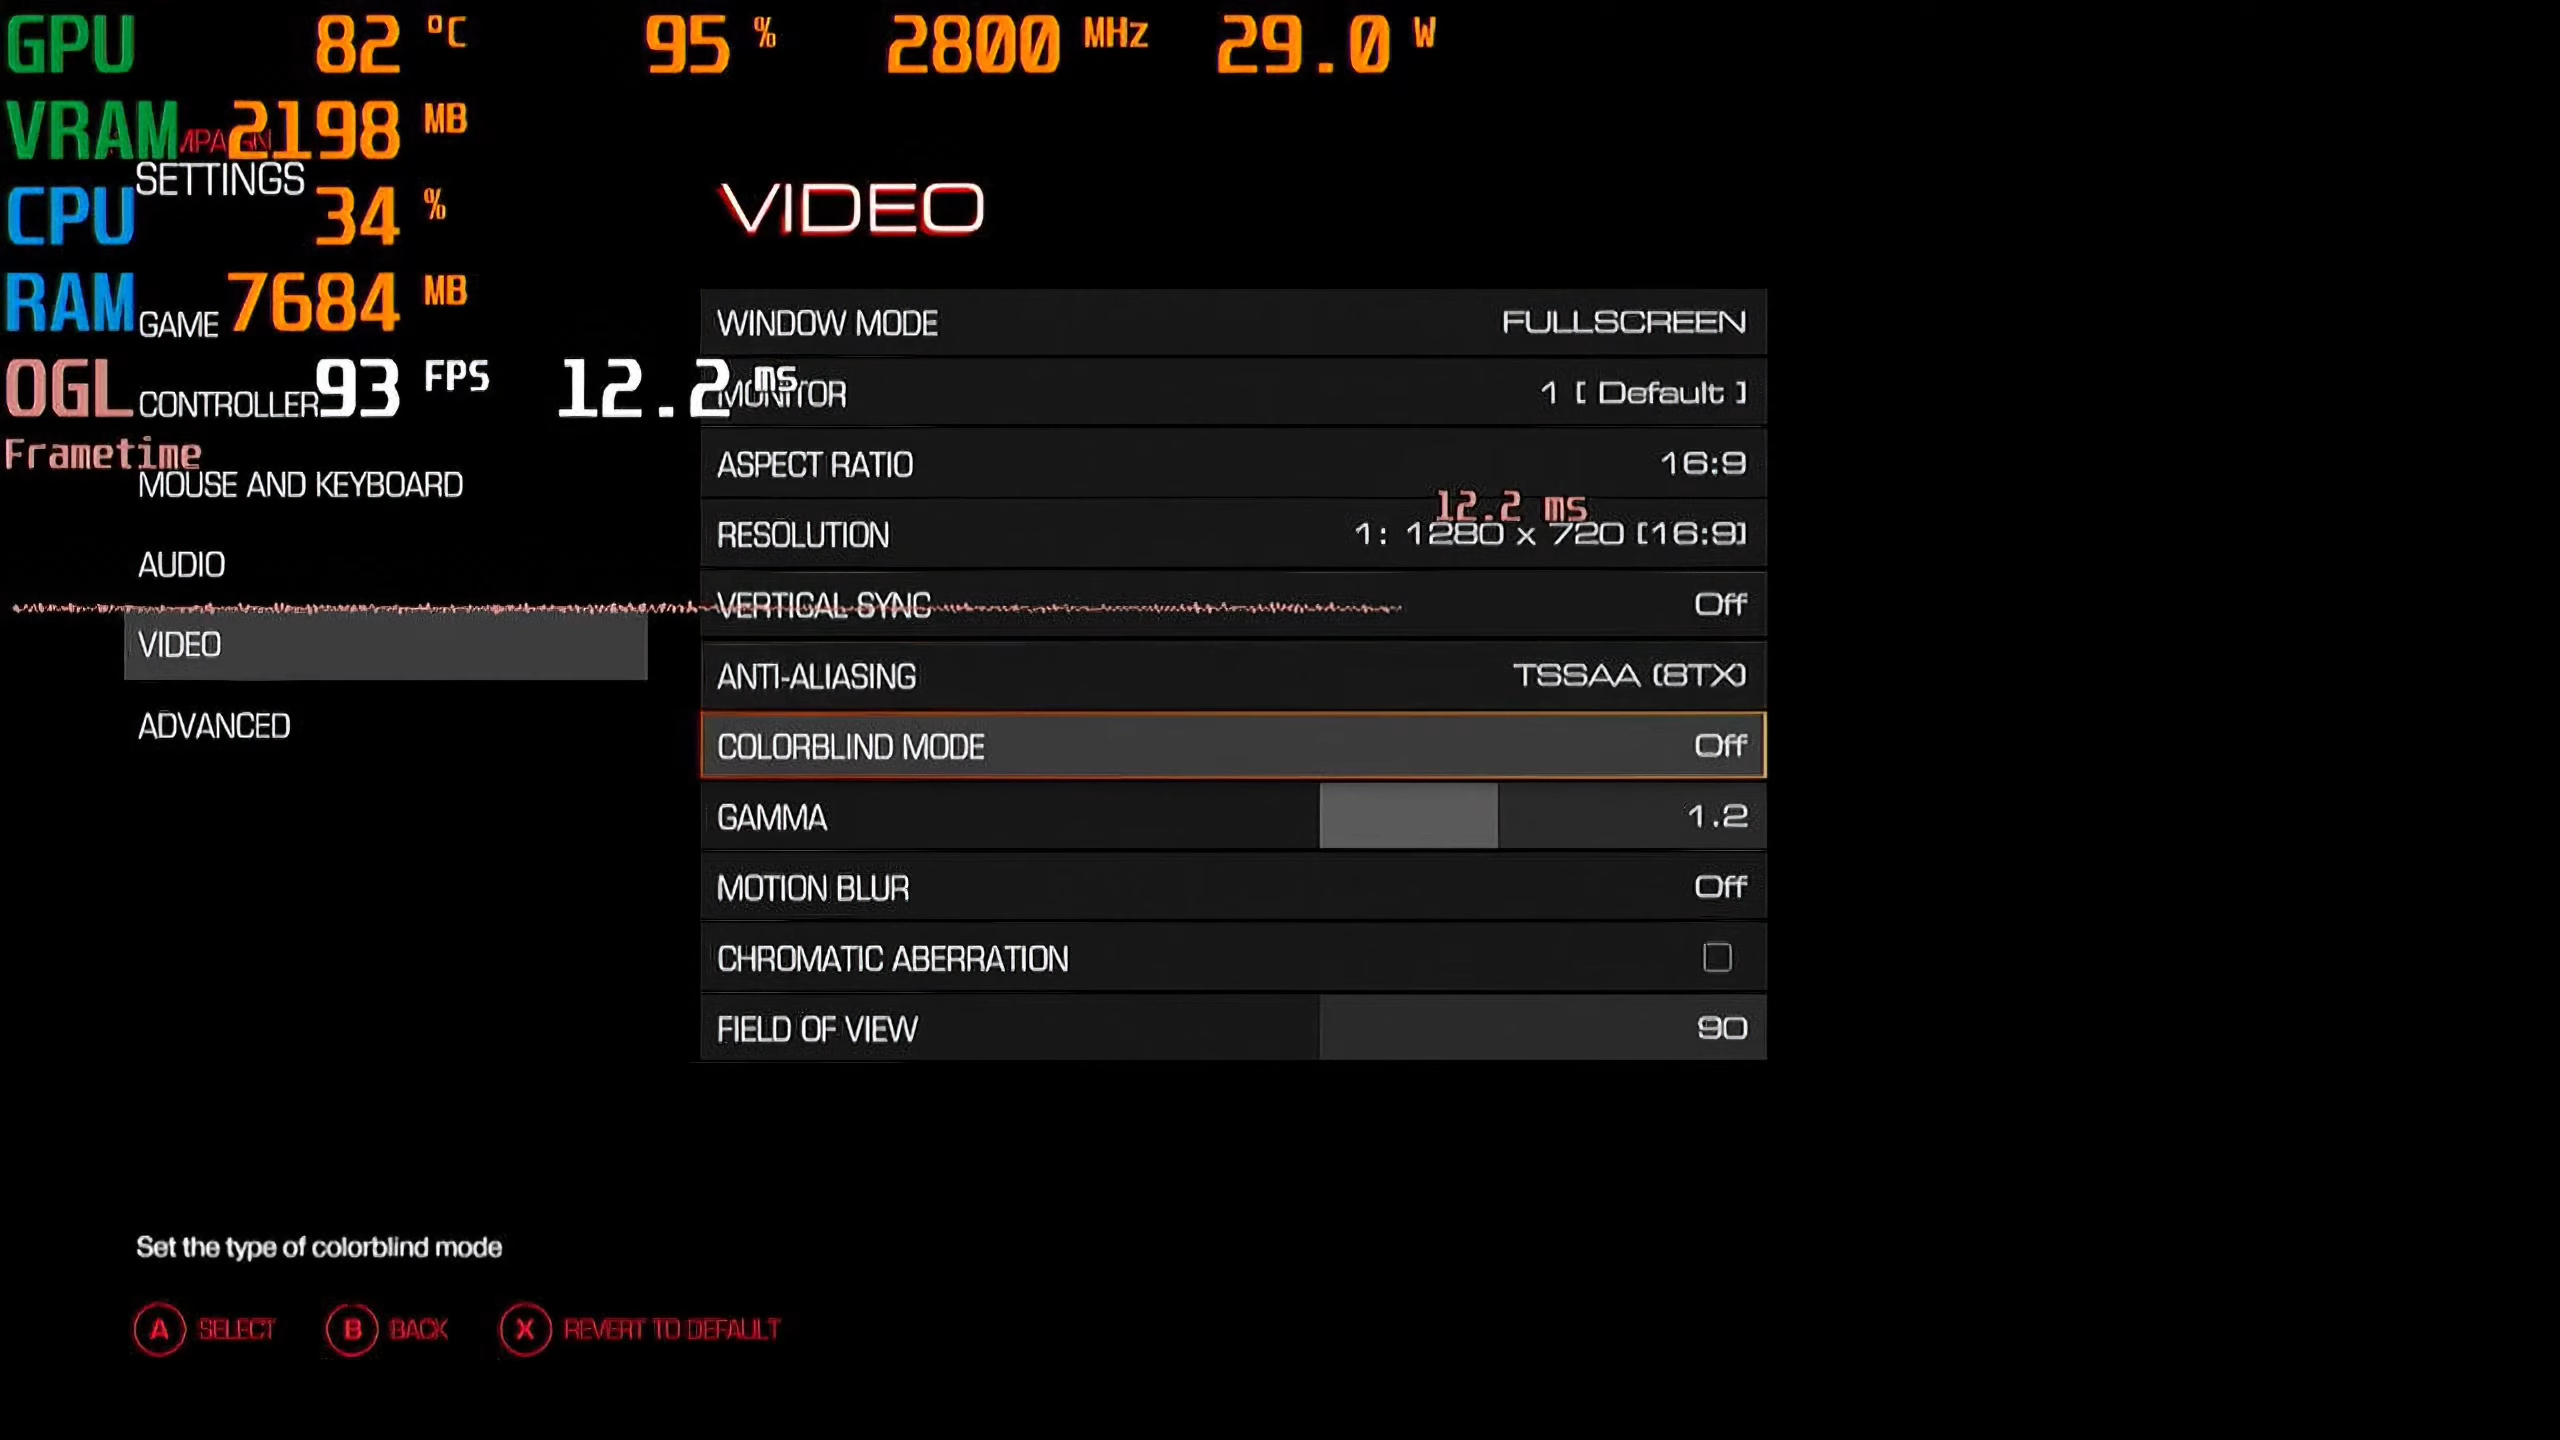 GPU 82 °C 95 % 2800 MHz 29.0 W
VRAM 2198 MB
SETTINGS
CPU 34 %
VIDEO
RAM 7684 MB
GAME
WINDOW MODE FULLSCREEN
OGL 93 FPS 12.2 ms
CONTROLLER
MONITOR 1 [ Default ]
Frametime
MOUSE AND KEYBOARD
ASPECT RATIO 16:9
12.2 ms
RESOLUTION 1: 1280 x 720 [16:9]
AUDIO
VERTICAL SYNC Off
VIDEO
ANTI-ALIASING TSSAA (8TX)
ADVANCED
COLORBLIND MODE Off
GAMMA 1.2
MOTION BLUR Off
CHROMATIC ABERRATION
FIELD OF VIEW 90
Set the type of colorblind mode
A SELECT B BACK X REVERT TO DEFAULT